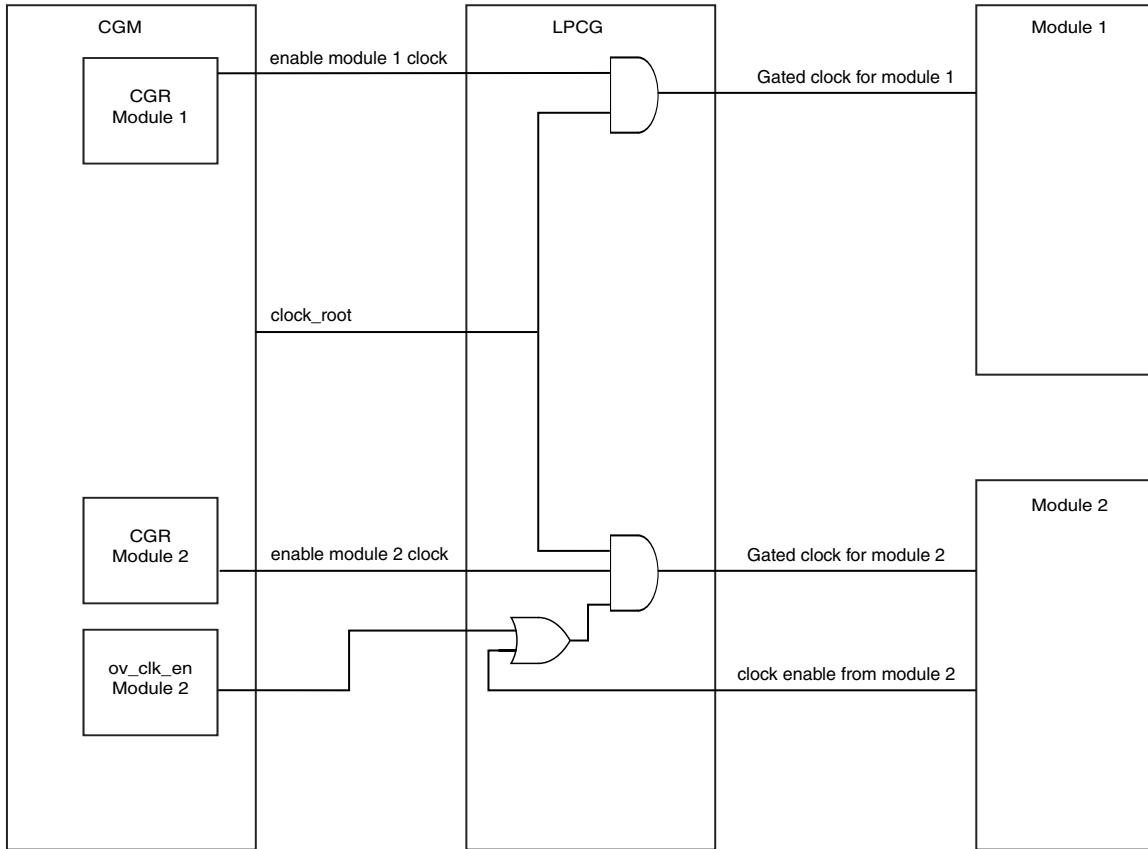 CGM
LPCG
Module 1
enable module 1 clock
CGR
Module 1
Gated clock for module 1
clock_root
Module 2
CGR
Module 2
enable module 2 clock
Gated clock for module 2
ov_clk_en
Module 2
clock enable from module 2